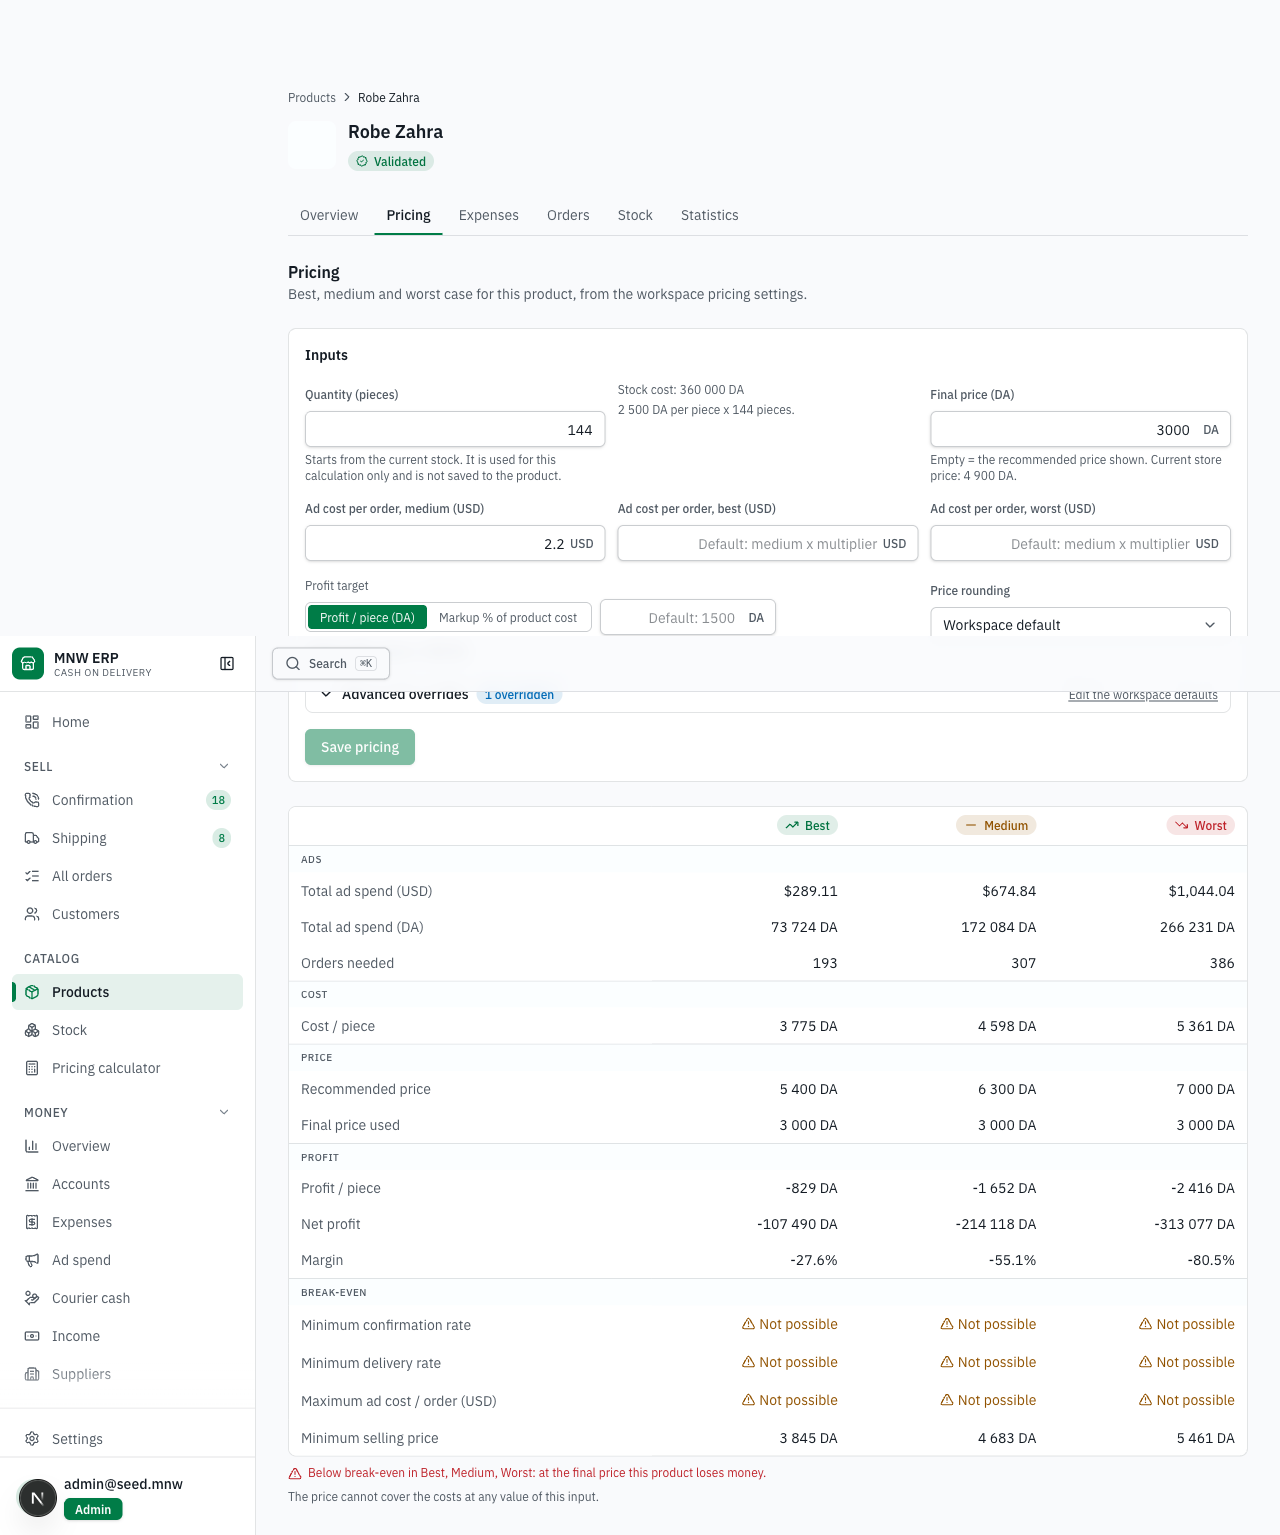 Products > Robe Zahra
Robe Zahra
Validated
Overview Pricing Expenses Orders Stock Statistics
Pricing
Best, medium and worst case for this product, from the workspace pricing settings.
Inputs
Quantity (pieces)
144
Starts from the current stock. It is used for this
calculation only and is not saved to the product.
Stock cost: 360 000 DA
2 500 DA per piece x 144 pieces.
Final price (DA)
3000 DA
Empty = the recommended price shown. Current store
price: 4 900 DA.
Ad cost per order, medium (USD)
2.2 USD
Ad cost per order, best (USD)
Default: medium x multiplier USD
Ad cost per order, worst (USD)
Default: medium x multiplier USD
Profit target
Profit / piece (DA) Markup % of product cost
Default: 1500 DA
Price rounding
Workspace default
MNW ERP
CASH ON DELIVERY
Search ⌘K
Advanced overrides 1 overridden
Edit the workspace defaults
Save pricing
Home
SELL
Confirmation 18
Shipping 8
All orders
Customers
CATALOG
Products
Stock
Pricing calculator
MONEY
Overview
Accounts
Expenses
Ad spend
Courier cash
Income
Suppliers
Settings
N
admin@seed.mnw
Admin
Best Medium Worst
ADS
Total ad spend (USD) $289.11 $674.84 $1,044.04
Total ad spend (DA) 73 724 DA 172 084 DA 266 231 DA
Orders needed 193 307 386
COST
Cost / piece 3 775 DA 4 598 DA 5 361 DA
PRICE
Recommended price 5 400 DA 6 300 DA 7 000 DA
Final price used 3 000 DA 3 000 DA 3 000 DA
PROFIT
Profit / piece -829 DA -1 652 DA -2 416 DA
Net profit -107 490 DA -214 118 DA -313 077 DA
Margin -27.6% -55.1% -80.5%
BREAK-EVEN
Minimum confirmation rate Not possible Not possible Not possible
Minimum delivery rate Not possible Not possible Not possible
Maximum ad cost / order (USD) Not possible Not possible Not possible
Minimum selling price 3 845 DA 4 683 DA 5 461 DA
Below break-even in Best, Medium, Worst: at the final price this product loses money.
The price cannot cover the costs at any value of this input.